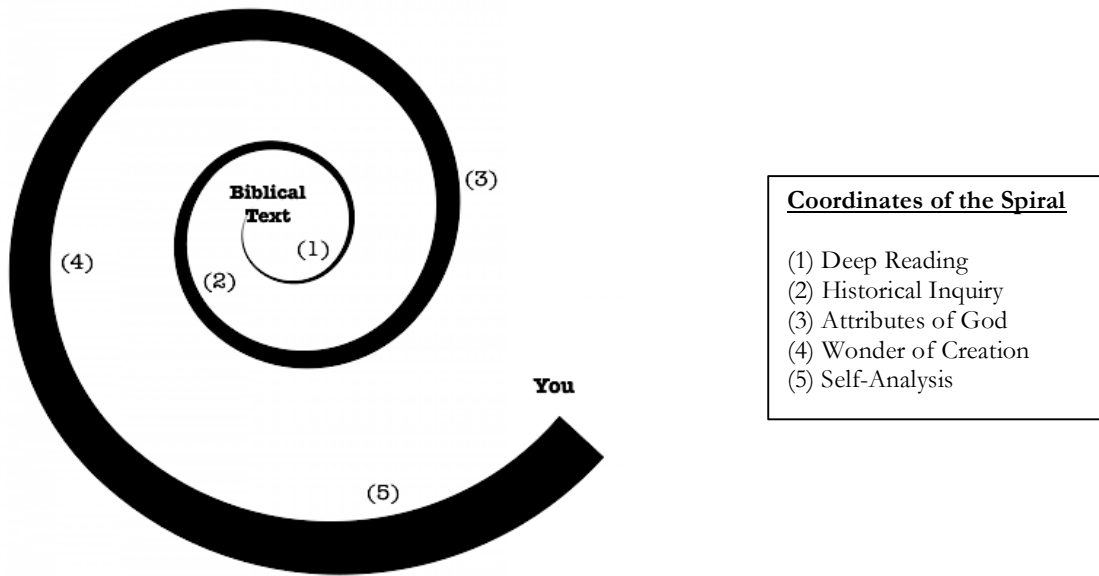 Biblical
Text
(1)
(2)
(3)
(4)
(5)
You
Coordinates of the Spiral
(1) Deep Reading
(2) Historical Inquiry
(3) Attributes of God
(4) Wonder of Creation
(5) Self-Analysis